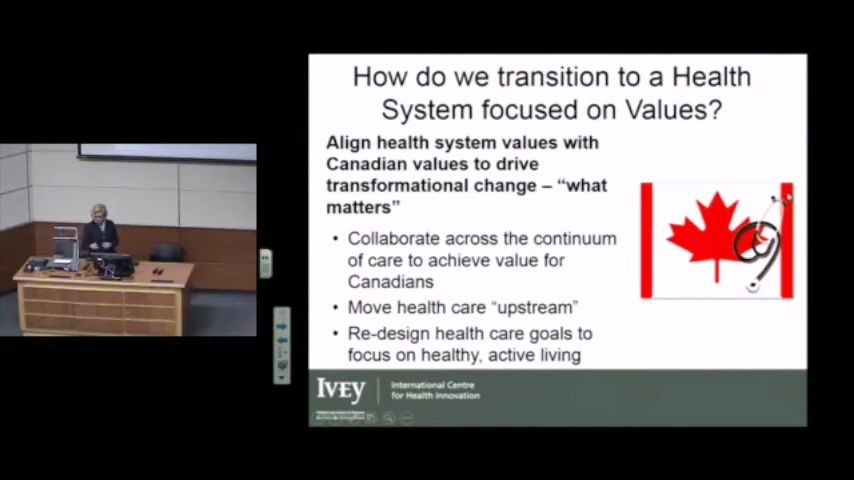 How do we transition to a Health
System focused on Values?
Align health system values with
Canadian values to drive
transformational change – “what
matters”
• Collaborate across the continuum
of care to achieve value for
Canadians
• Move health care “upstream”
• Re-design health care goals to
focus on healthy, active living
IVEY
International Centre
for Health Innovation